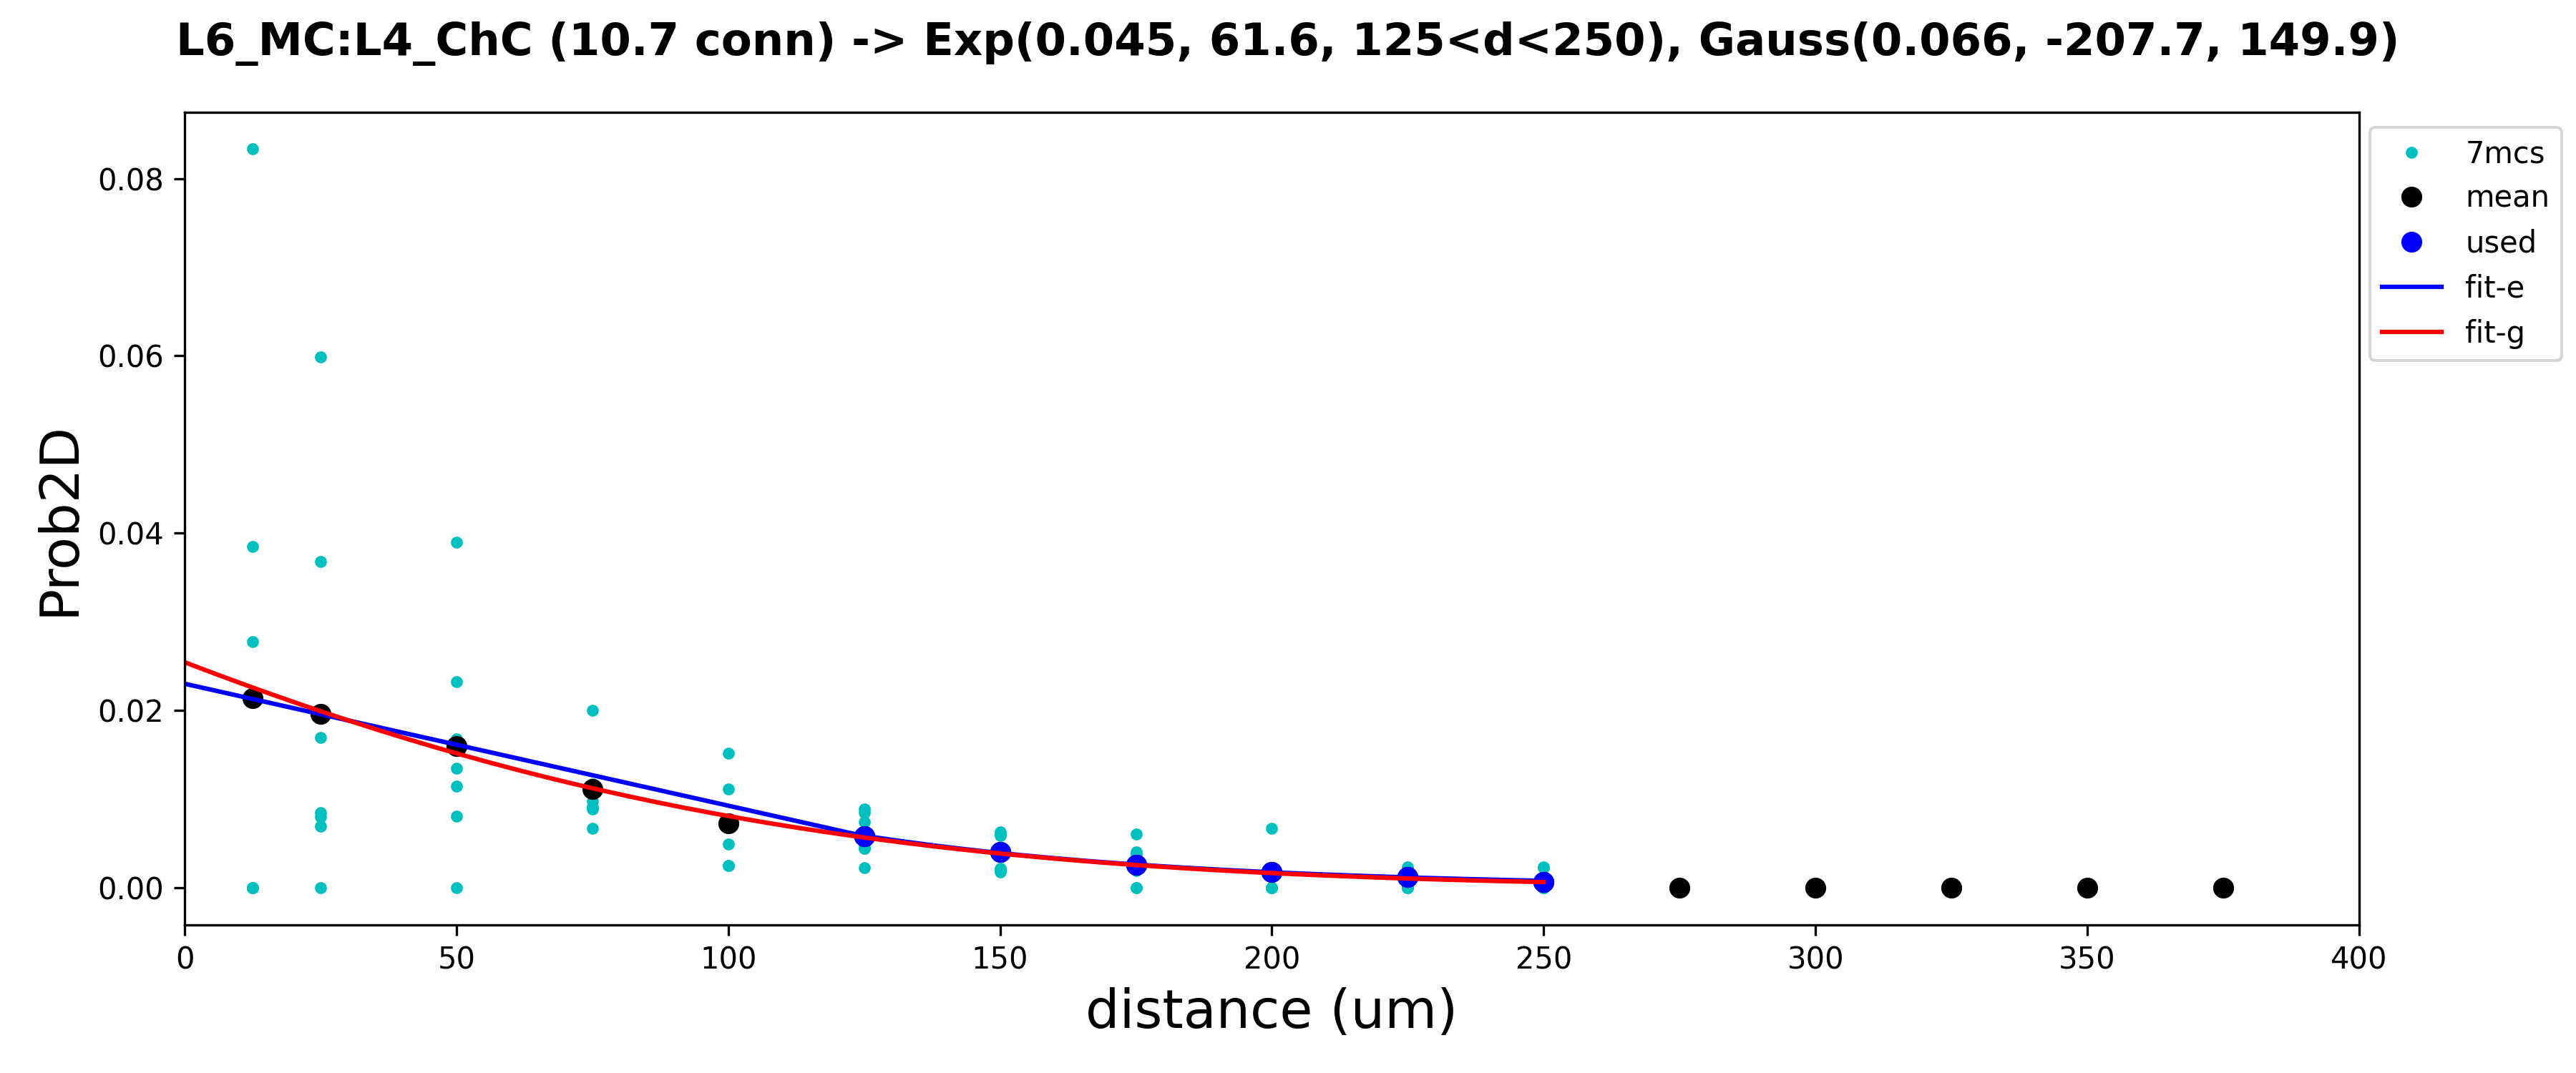 L6_MC:L4_ChC (10.7 conn) -> Exp(0.045, 61.6, 125<d<250), Gauss(0.066, -207.7, 149.9)
7mcs
mean
used
fit-e
fit-g
Prob2D
0.08
0.06
0.04
0.02
0.00
0 50 100 150 200 250 300 350 400
distance (um)